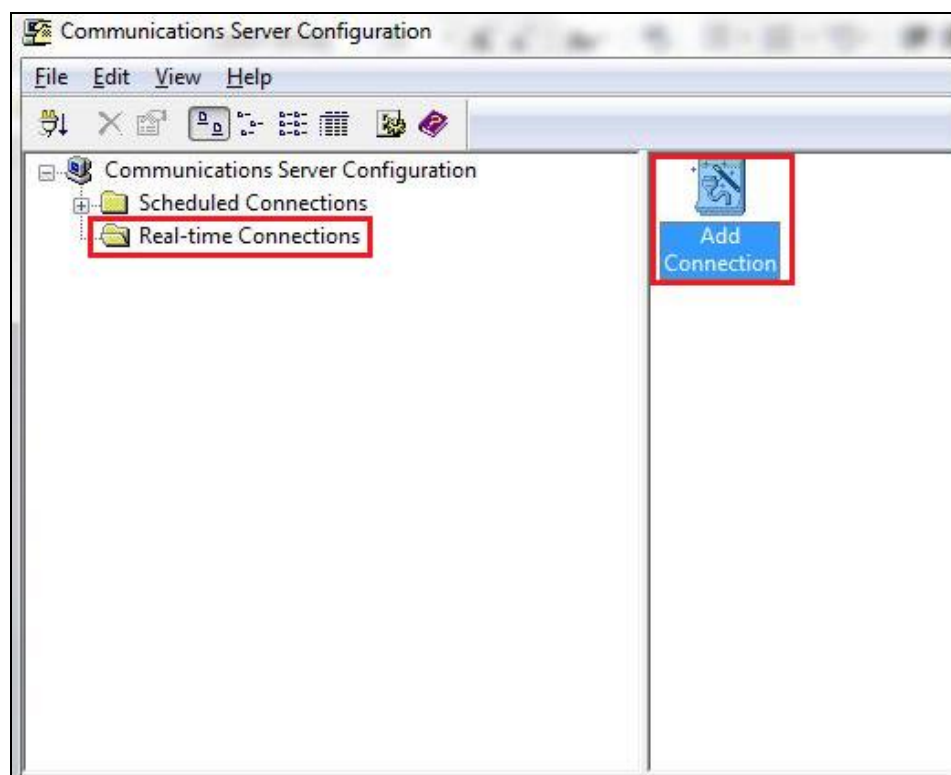 Communications Server Configuration
File Edit View Help
Communications Server Configuration
Scheduled Connections
Real-time Connections
Add
Connection